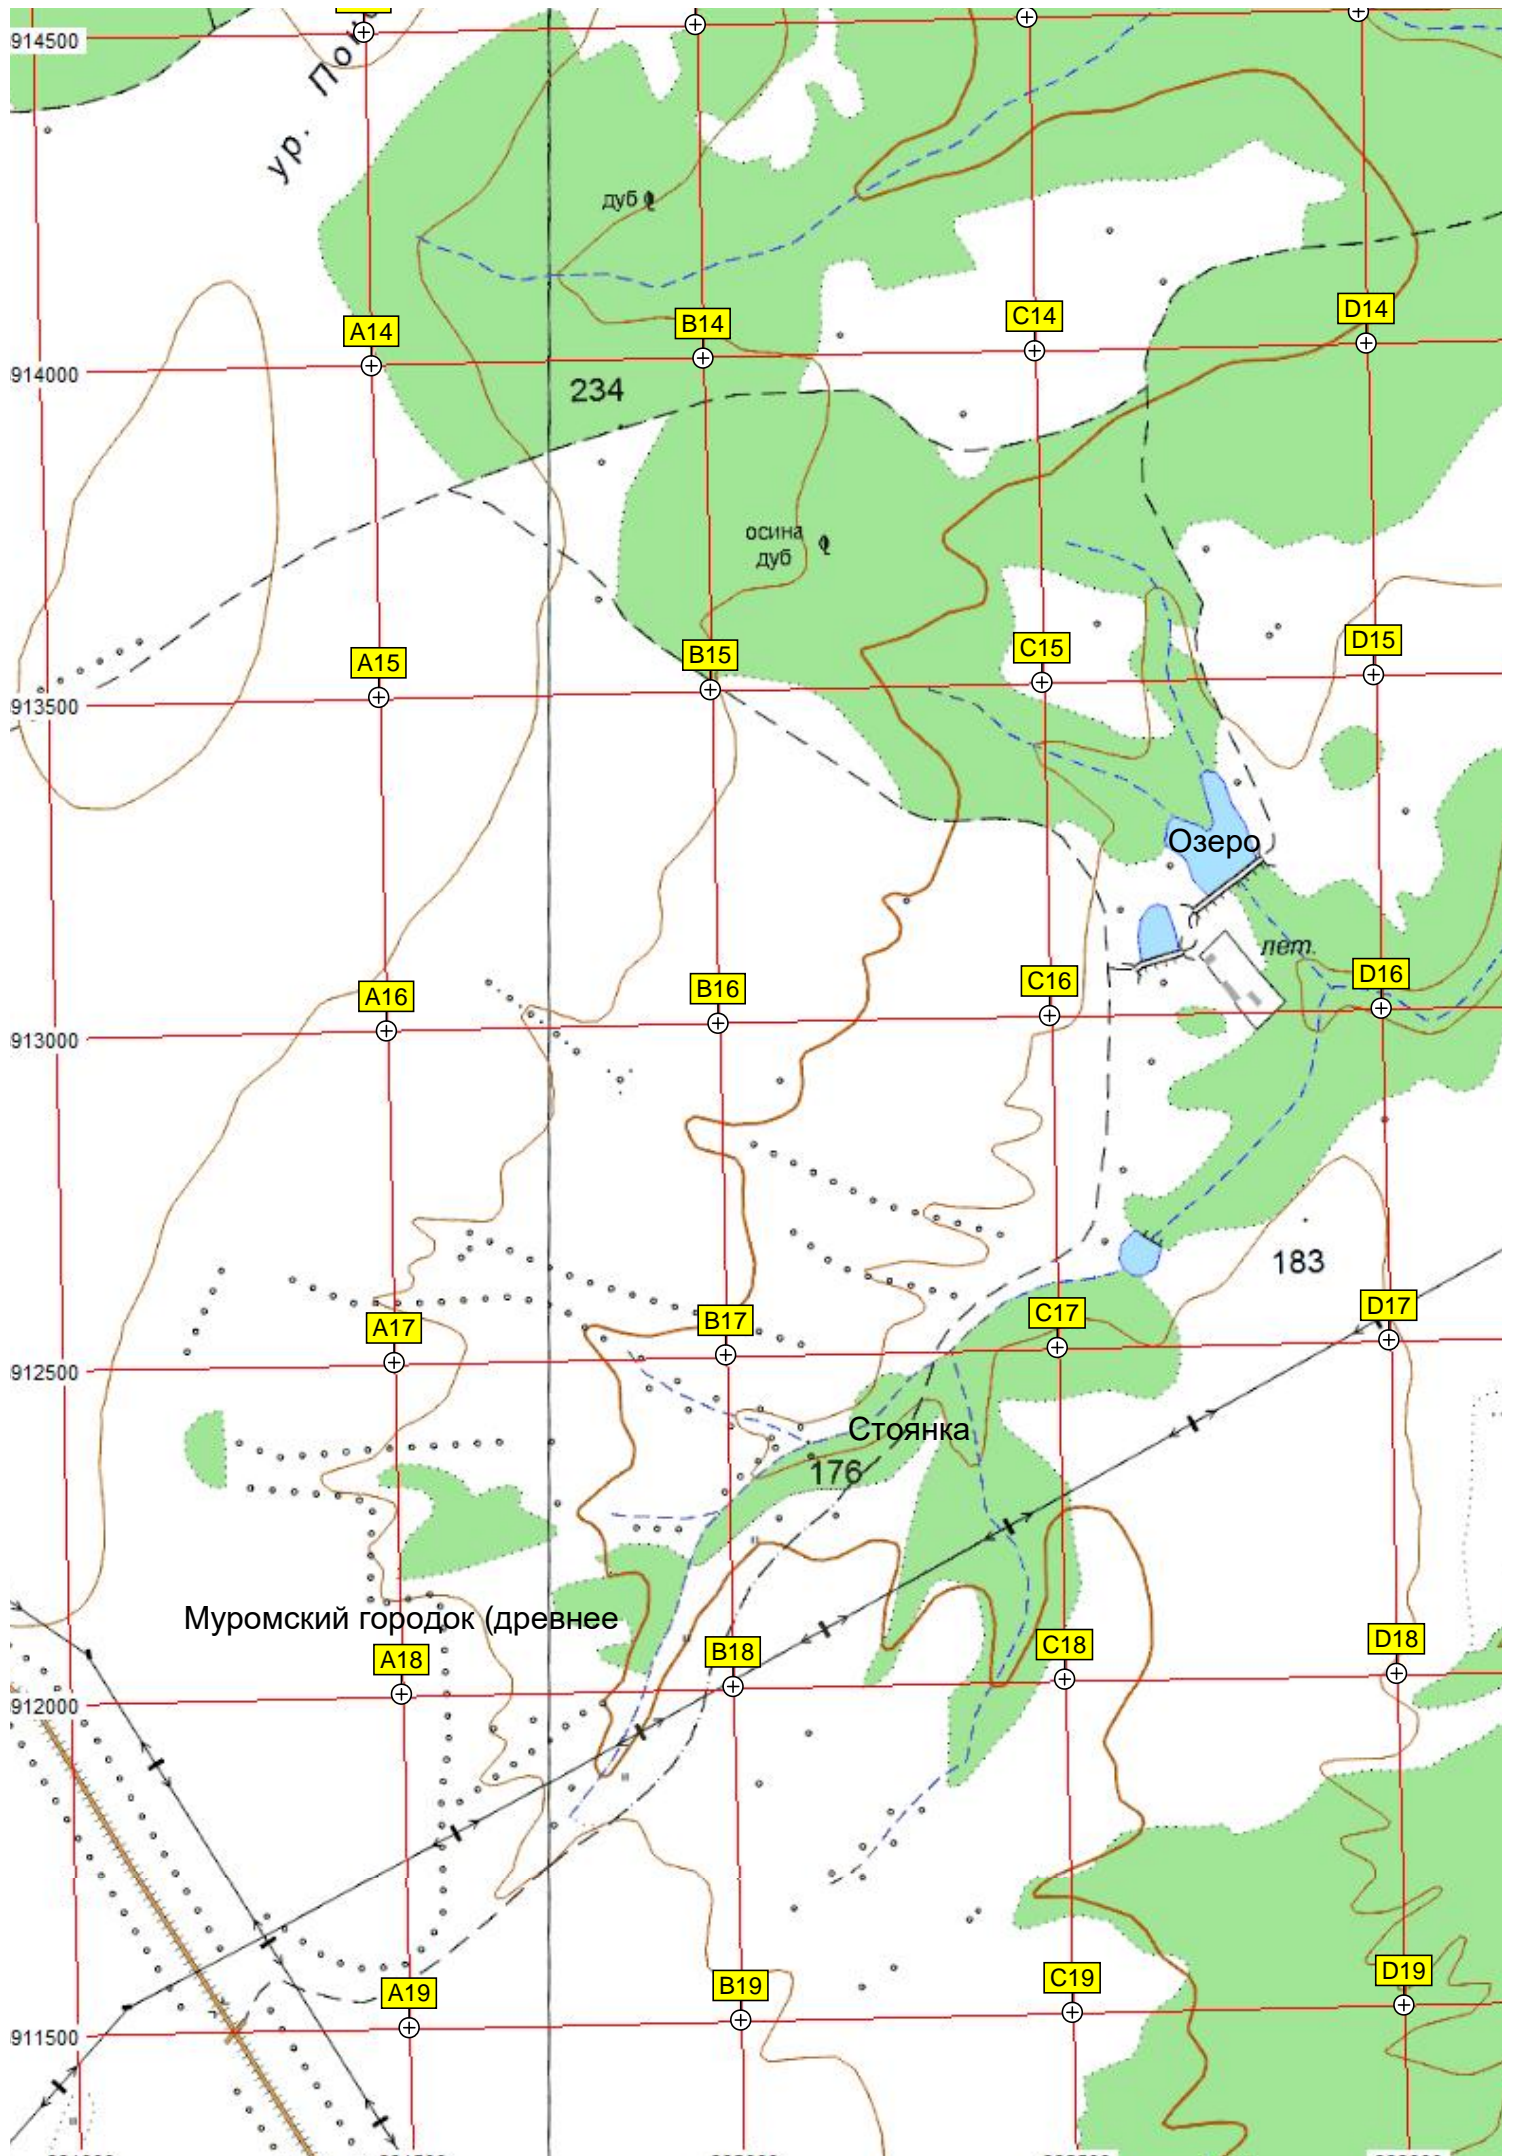 914500
ур.
дуб
A14
B14
C14
D14
914000
234
осина
дуб
A15
B15
C15
D15
913500
Озеро
лет.
A16
B16
C16
D16
913000
183
A17
B17
C17
D17
912500
Стоянка
176
Муромский городок (древнее
A18
B18
C18
D18
912000
A19
B19
C19
D19
911500